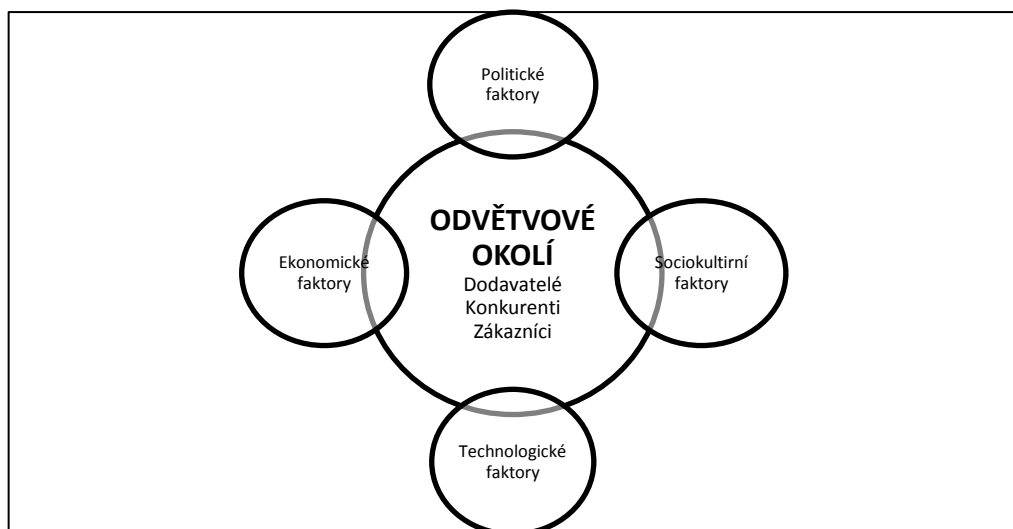 Politické
faktory
ODVĚTVOVÉ
OKOLÍ
Dodavatelé
Konkurenti
Zákazníci
Ekonomické
faktory
Sociokultirní
faktory
Technologické
faktory